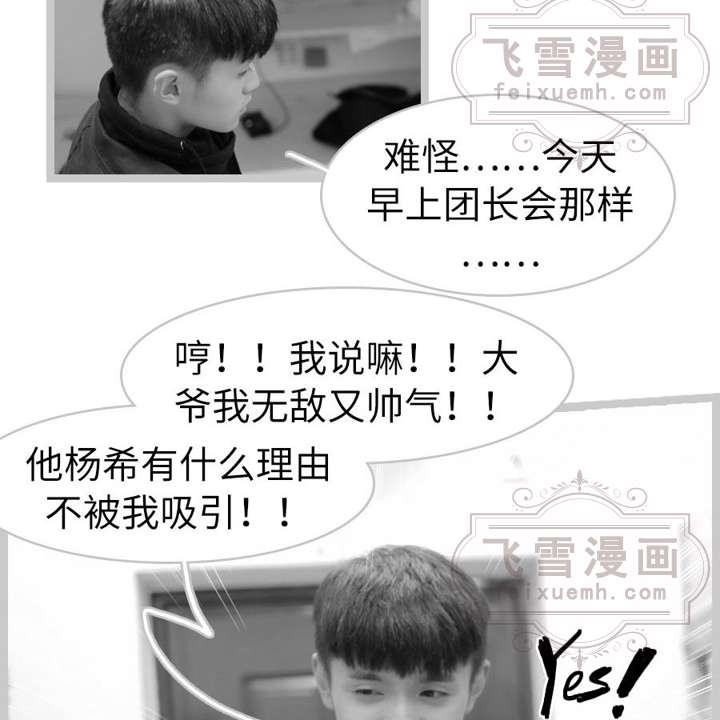 飞雪漫画
feixuemh.com
难怪……今天
早上团长会那样
……
哼！！我说嘛！！大
爷我无敌又帅气！！
他杨希有什么理由
不被我吸引！！
飞雪漫画
feixuemh.com
Yes!